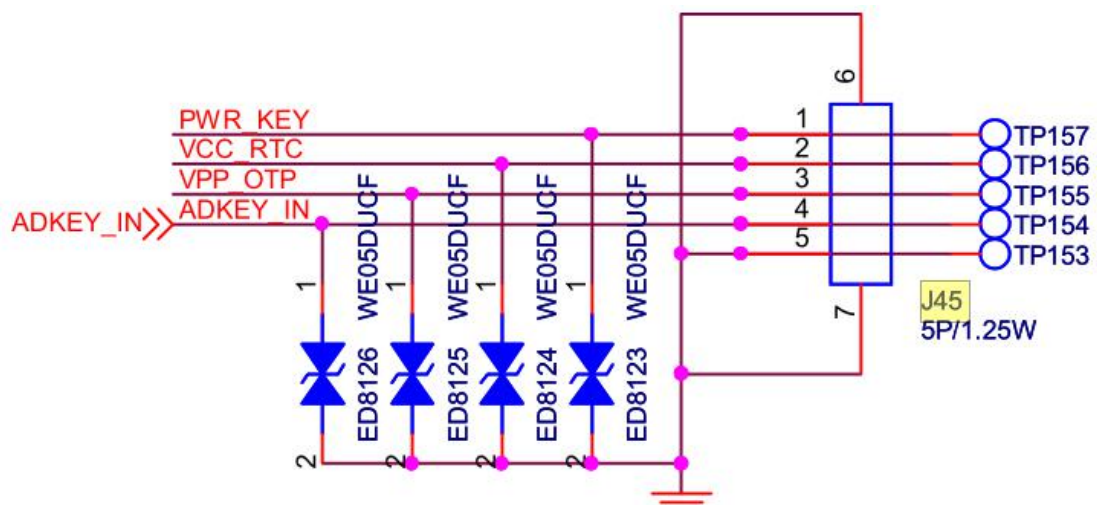 6
PWR_KEY
1
TP157
VCC_RTC
2
TP156
VPP_OTP
3
TP155
ADKEY_IN
ADKEY_IN
4
TP154
5
TP153
1
WE05DUCF
1
WE05DUCF
1
WE05DUCF
1
WE05DUCF
7
J45
5P/1.25W
ED8126
ED8125
ED8124
ED8123
2
2
2
2